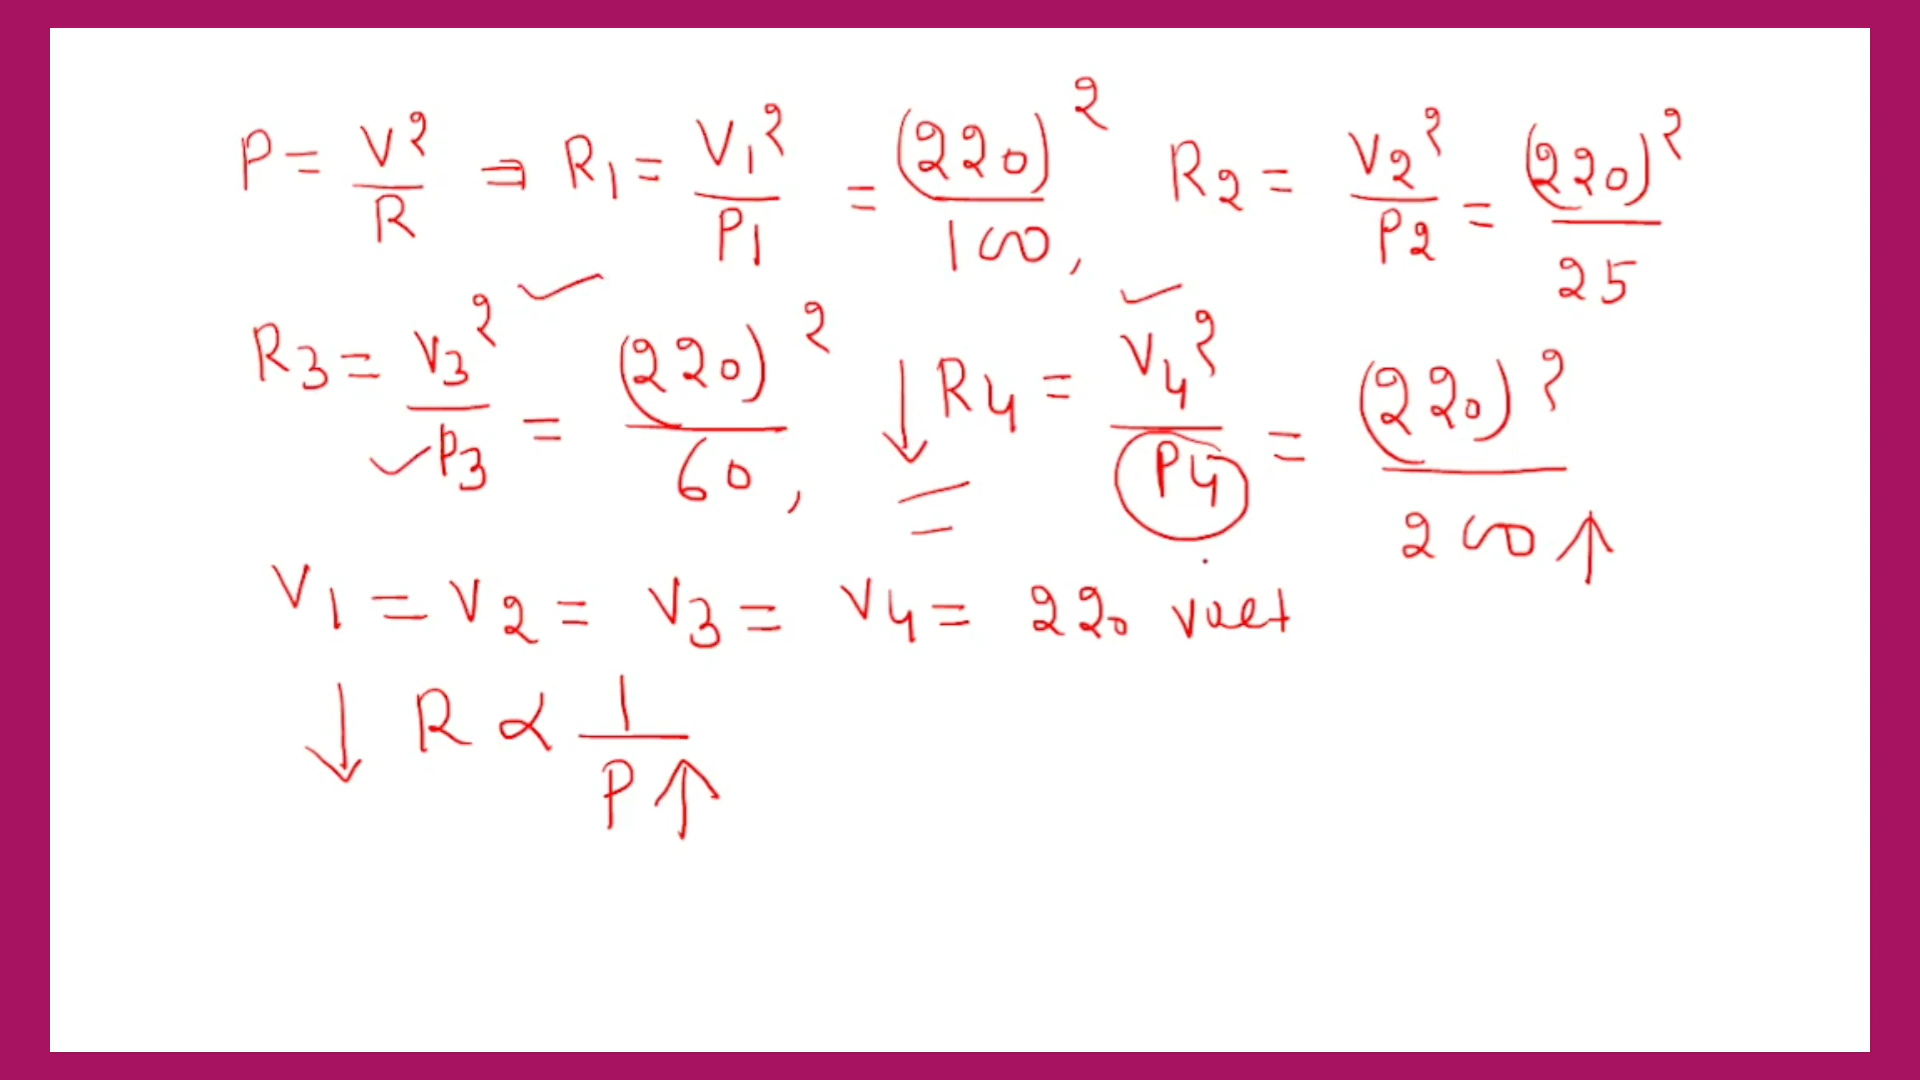 P = V²/R ⇒ R₁ = V₁²/P₁ = (220)²/100, R₂ = V₂²/P₂ = (220)²/25
R₃ = V₃²/P₃ = (220)²/60, ↓R₄ = V₄²/P₄ = (220)²/200↑
V₁ = V₂ = V₃ = V₄ = 220 volt
↓ R ∝ 1/P↑